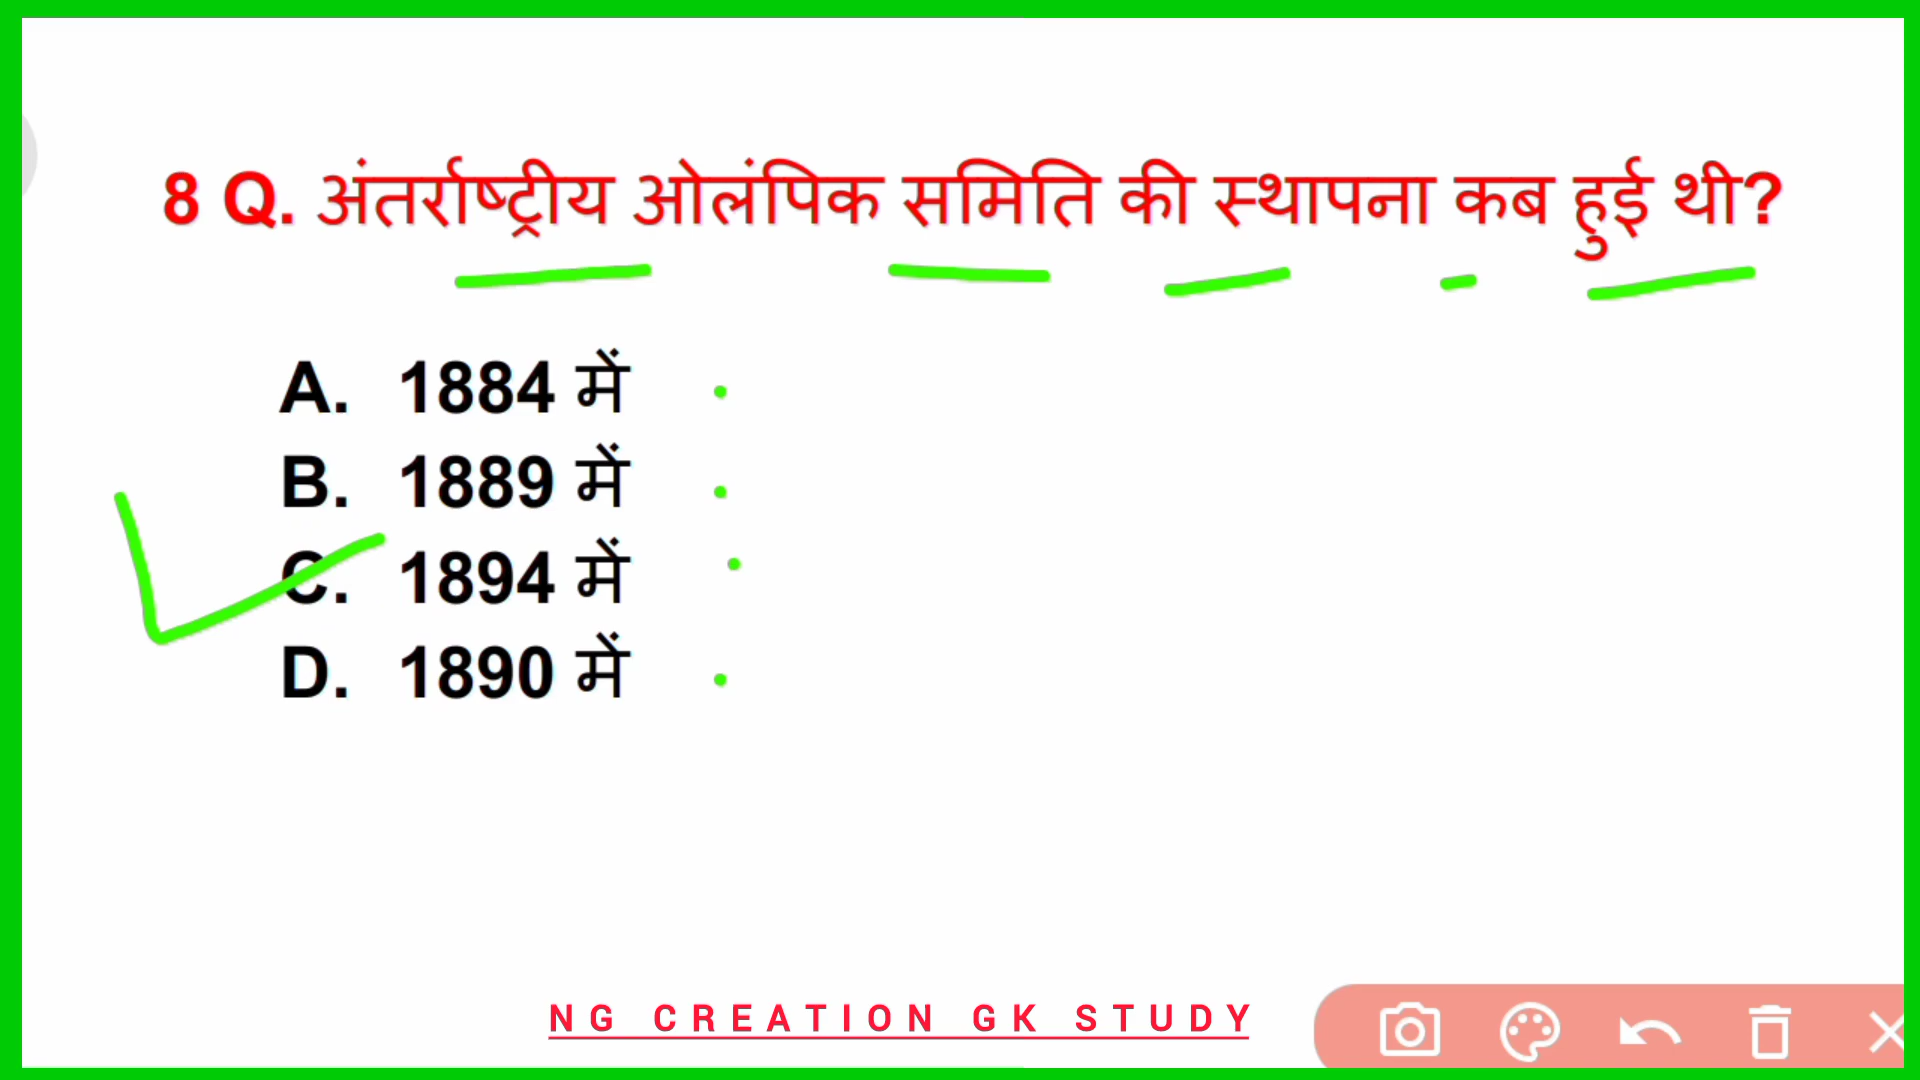 8 Q. अंतर्राष्ट्रीय ओलंपिक समिति की स्थापना कब हुई थी?
A. 1884 में
B. 1889 में
C. 1894 में
D. 1890 में
NG CREATION GK STUDY